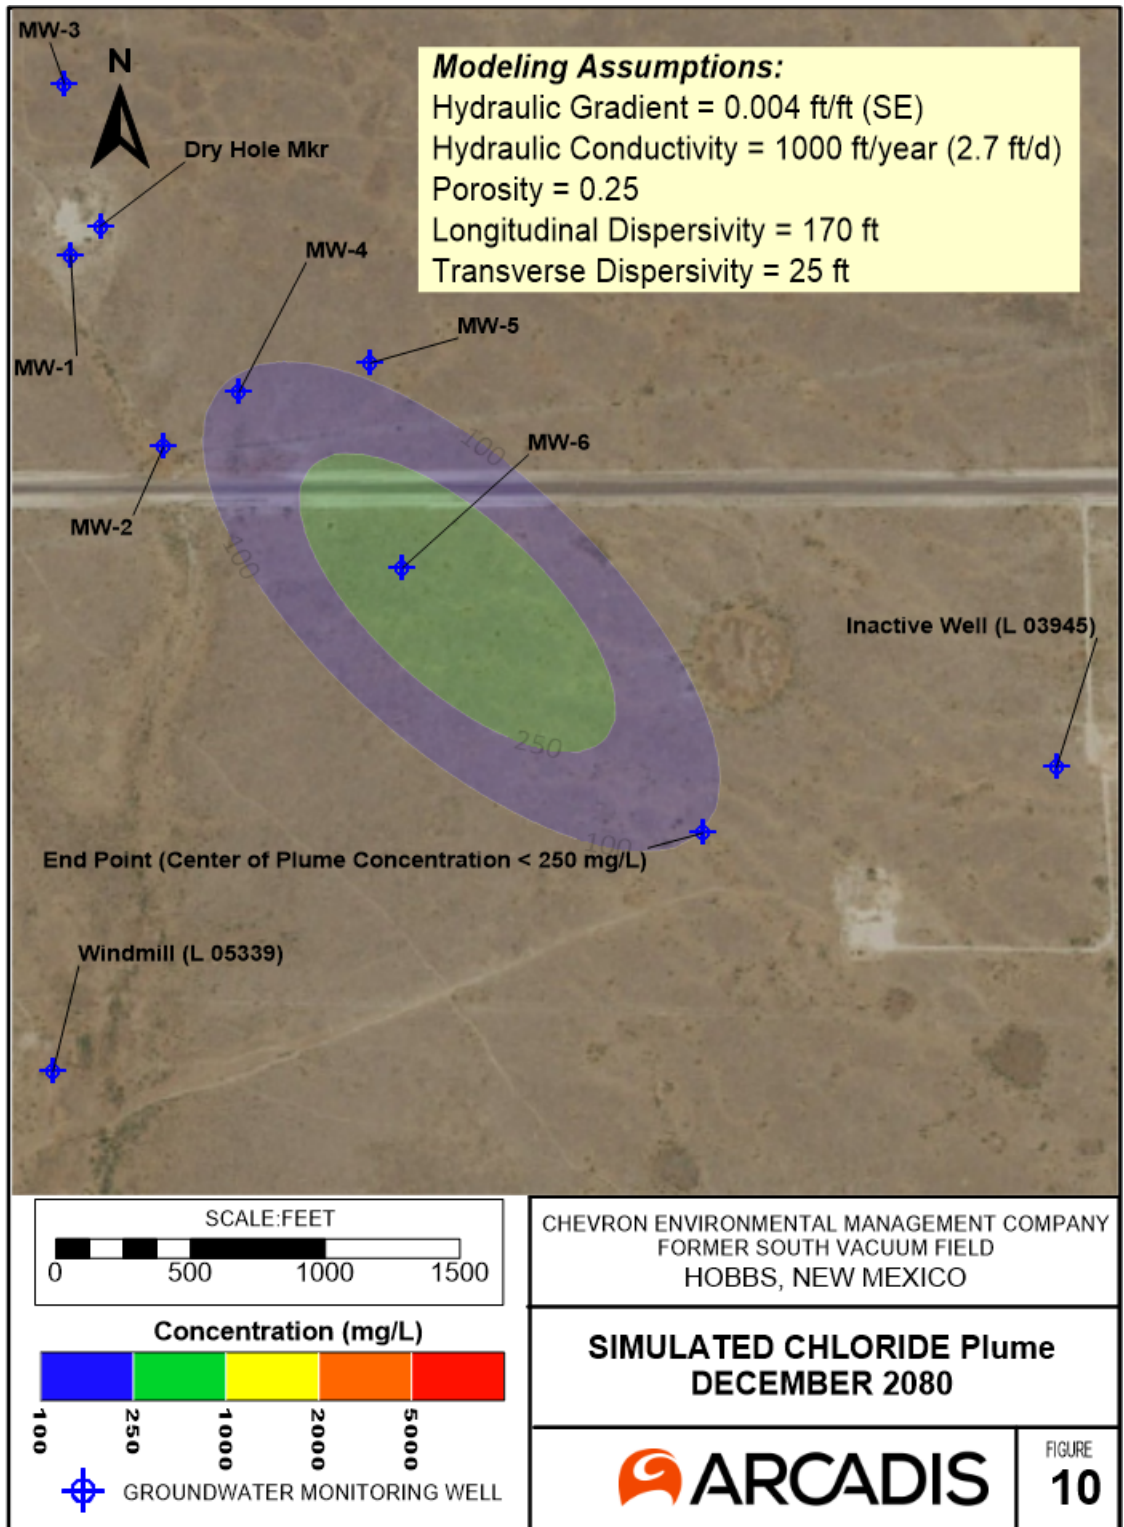 MW-3
N
Modeling Assumptions:
Hydraulic Gradient = 0.004 ft/ft (SE)
Hydraulic Conductivity = 1000 ft/year (2.7 ft/d)
Porosity = 0.25
Longitudinal Dispersivity = 170 ft
Transverse Dispersivity = 25 ft
Dry Hole Mkr
MW-4
MW-5
MW-1
100
MW-6
MW-2
100
Inactive Well (L 03945)
250
100
End Point (Center of Plume Concentration < 250 mg/L)
Windmill (L 05339)
SCALE:FEET
0 500 1000 1500
Concentration (mg/L)
100 250 1000 2000 5000
GROUNDWATER MONITORING WELL
CHEVRON ENVIRONMENTAL MANAGEMENT COMPANY
FORMER SOUTH VACUUM FIELD
HOBBS, NEW MEXICO
SIMULATED CHLORIDE Plume
DECEMBER 2080
ARCADIS
FIGURE
10